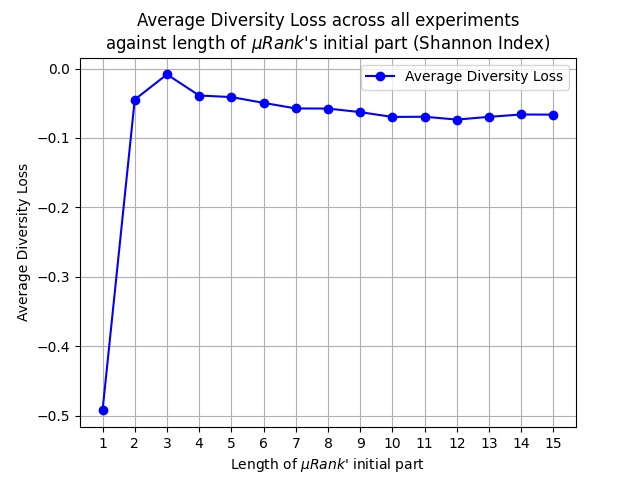 Average Diversity Loss across all experiments
against length of μRank's initial part (Shannon Index)
Average Diversity Loss
0.0
−0.1
−0.2
−0.3
−0.4
−0.5
Average Diversity Loss
1 2 3 4 5 6 7 8 9 10 11 12 13 14 15
Length of μRank' initial part